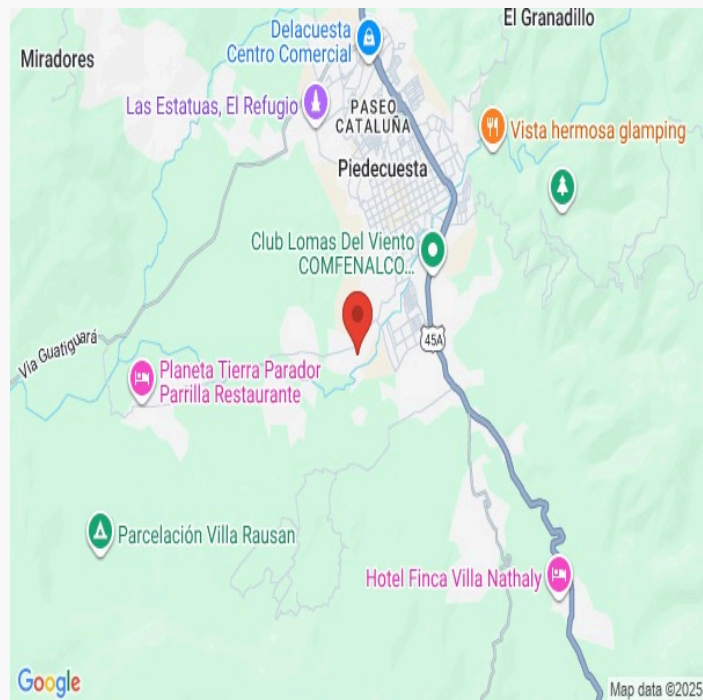 El Granadillo
Delacuesta
Centro Comercial
Miradores
Las Estatuas, El Refugio
PASEO
CATALUÑA
Vista hermosa glamping
Piedecuesta
Club Lomas Del Viento
COMFENALCO...
45A
Vía Guatiguará
Planeta Tierra Parador
Parrilla Restaurante
Parcelación Villa Rausan
Hotel Finca Villa Nathaly
Google
Map data ©2025